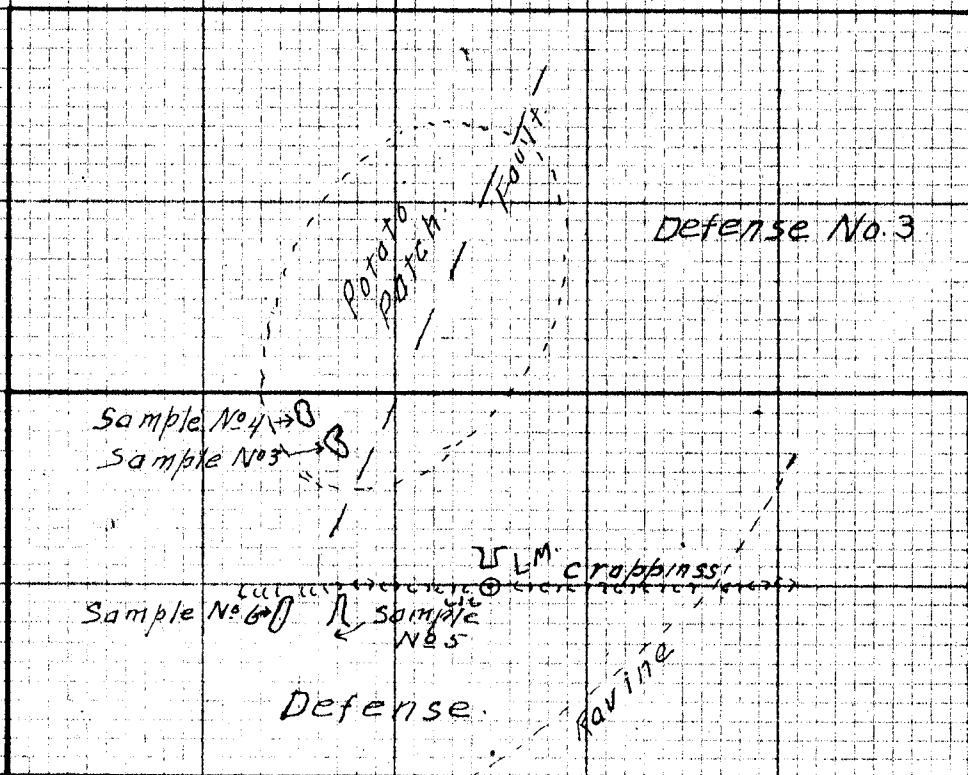 Fault
Potato
Patch
Defense No. 3
Sample No 4
Sample No 3
L M.
Croppings
Sample No 6
Sample
No 5
Ravine
Defense.